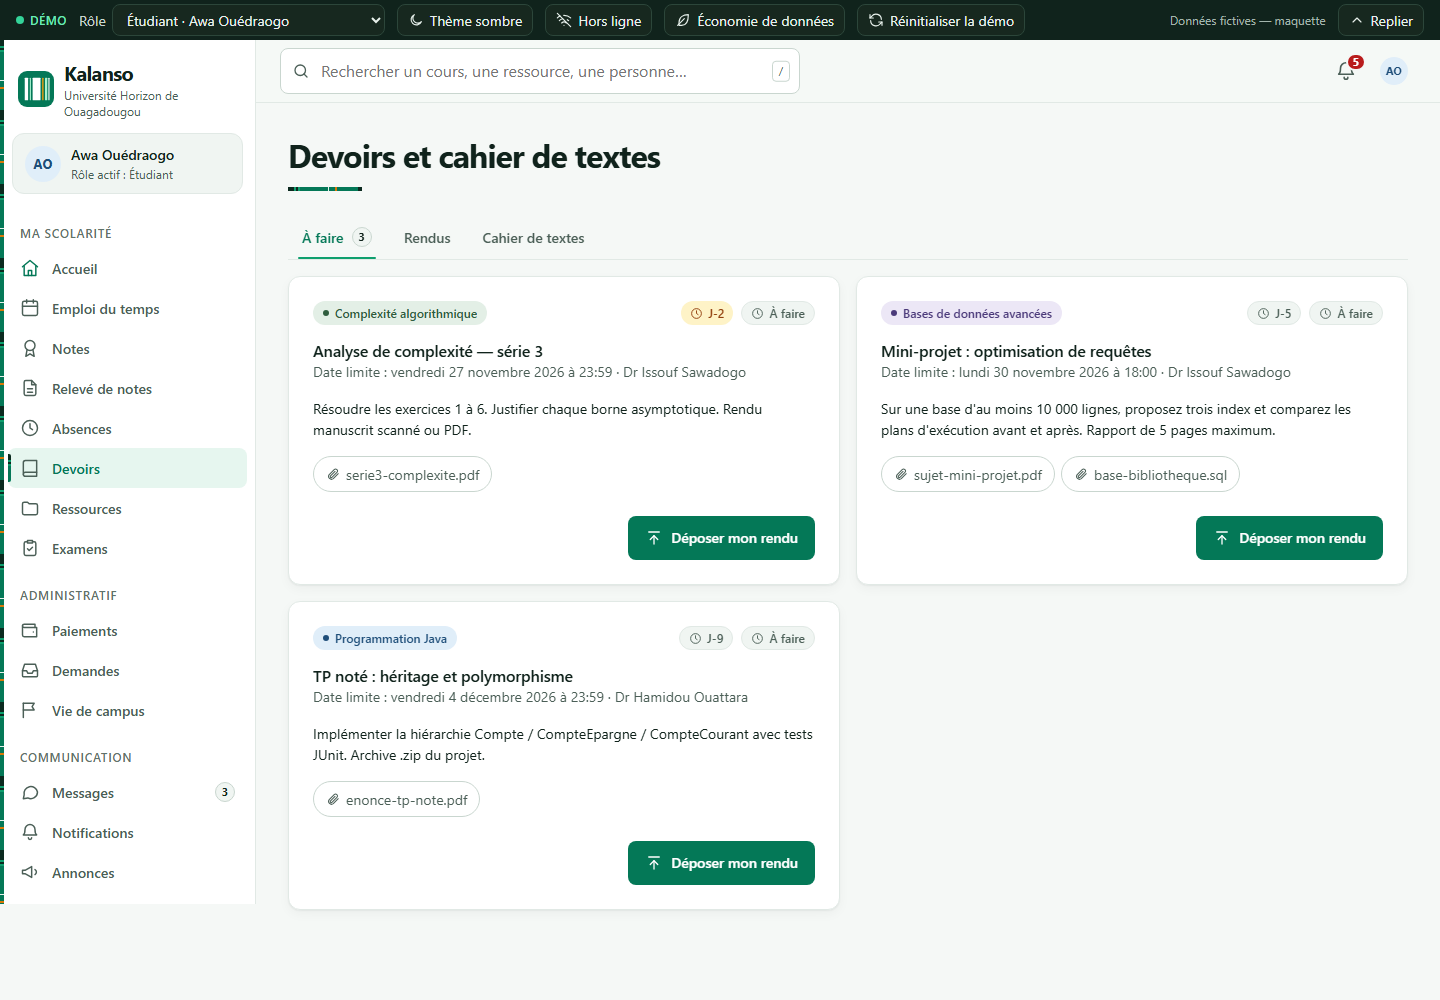 DÉMO Rôle Étudiant · Awa Ouédraogo Thème sombre Hors ligne Économie de données Réinitialiser la démo Données fictives — maquette Replier
Kalanso
Université Horizon de
Ouagadougou
Rechercher un cours, une ressource, une personne... /
5
AO
AO
Awa Ouédraogo
Rôle actif : Étudiant
MA SCOLARITÉ
Accueil
Emploi du temps
Notes
Relevé de notes
Absences
Devoirs
Ressources
Examens
ADMINISTRATIF
Paiements
Demandes
Vie de campus
COMMUNICATION
Messages 3
Notifications
Annonces
Devoirs et cahier de textes
À faire 3 Rendus Cahier de textes
Complexité algorithmique J-2 À faire
Analyse de complexité — série 3
Date limite : vendredi 27 novembre 2026 à 23:59 · Dr Issouf Sawadogo
Résoudre les exercices 1 à 6. Justifier chaque borne asymptotique. Rendu
manuscrit scanné ou PDF.
serie3-complexite.pdf
Déposer mon rendu
Bases de données avancées J-5 À faire
Mini-projet : optimisation de requêtes
Date limite : lundi 30 novembre 2026 à 18:00 · Dr Issouf Sawadogo
Sur une base d'au moins 10 000 lignes, proposez trois index et comparez les
plans d'exécution avant et après. Rapport de 5 pages maximum.
sujet-mini-projet.pdf base-bibliotheque.sql
Déposer mon rendu
Programmation Java J-9 À faire
TP noté : héritage et polymorphisme
Date limite : vendredi 4 décembre 2026 à 23:59 · Dr Hamidou Ouattara
Implémenter la hiérarchie Compte / CompteEpargne / CompteCourant avec tests
JUnit. Archive .zip du projet.
enonce-tp-note.pdf
Déposer mon rendu